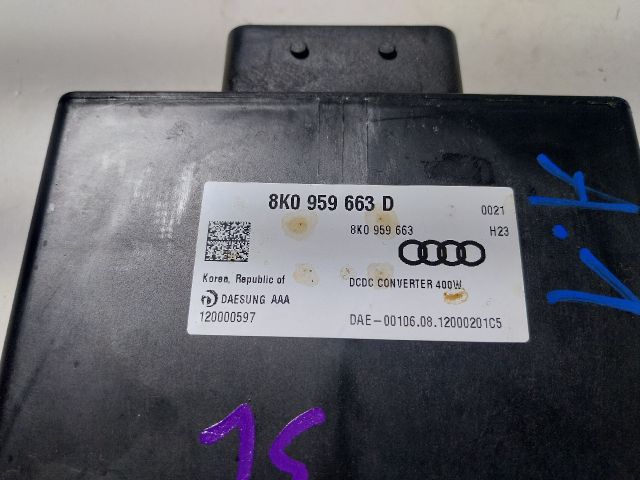 8K0 959 663 D
0021
8K0 959 663
H23
Korea, Republic of
DCDC CONVERTER 400W
DAESUNG AAA
120000597
DAE-00106.08.12000201C5